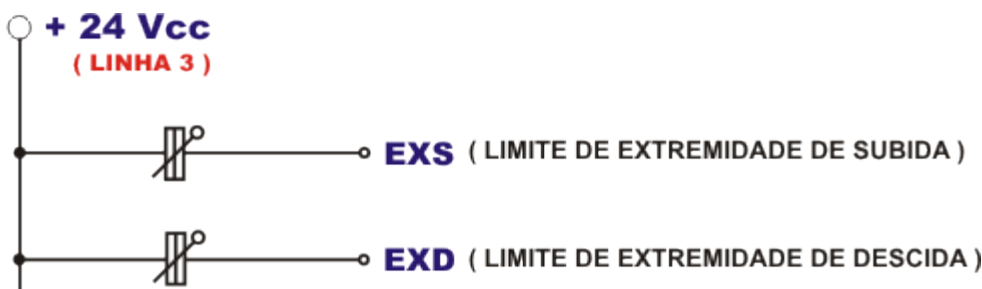 + 24 Vcc
( LINHA 3 )
EXS ( LIMITE DE EXTREMIDADE DE SUBIDA )
EXD ( LIMITE DE EXTREMIDADE DE DESCIDA )